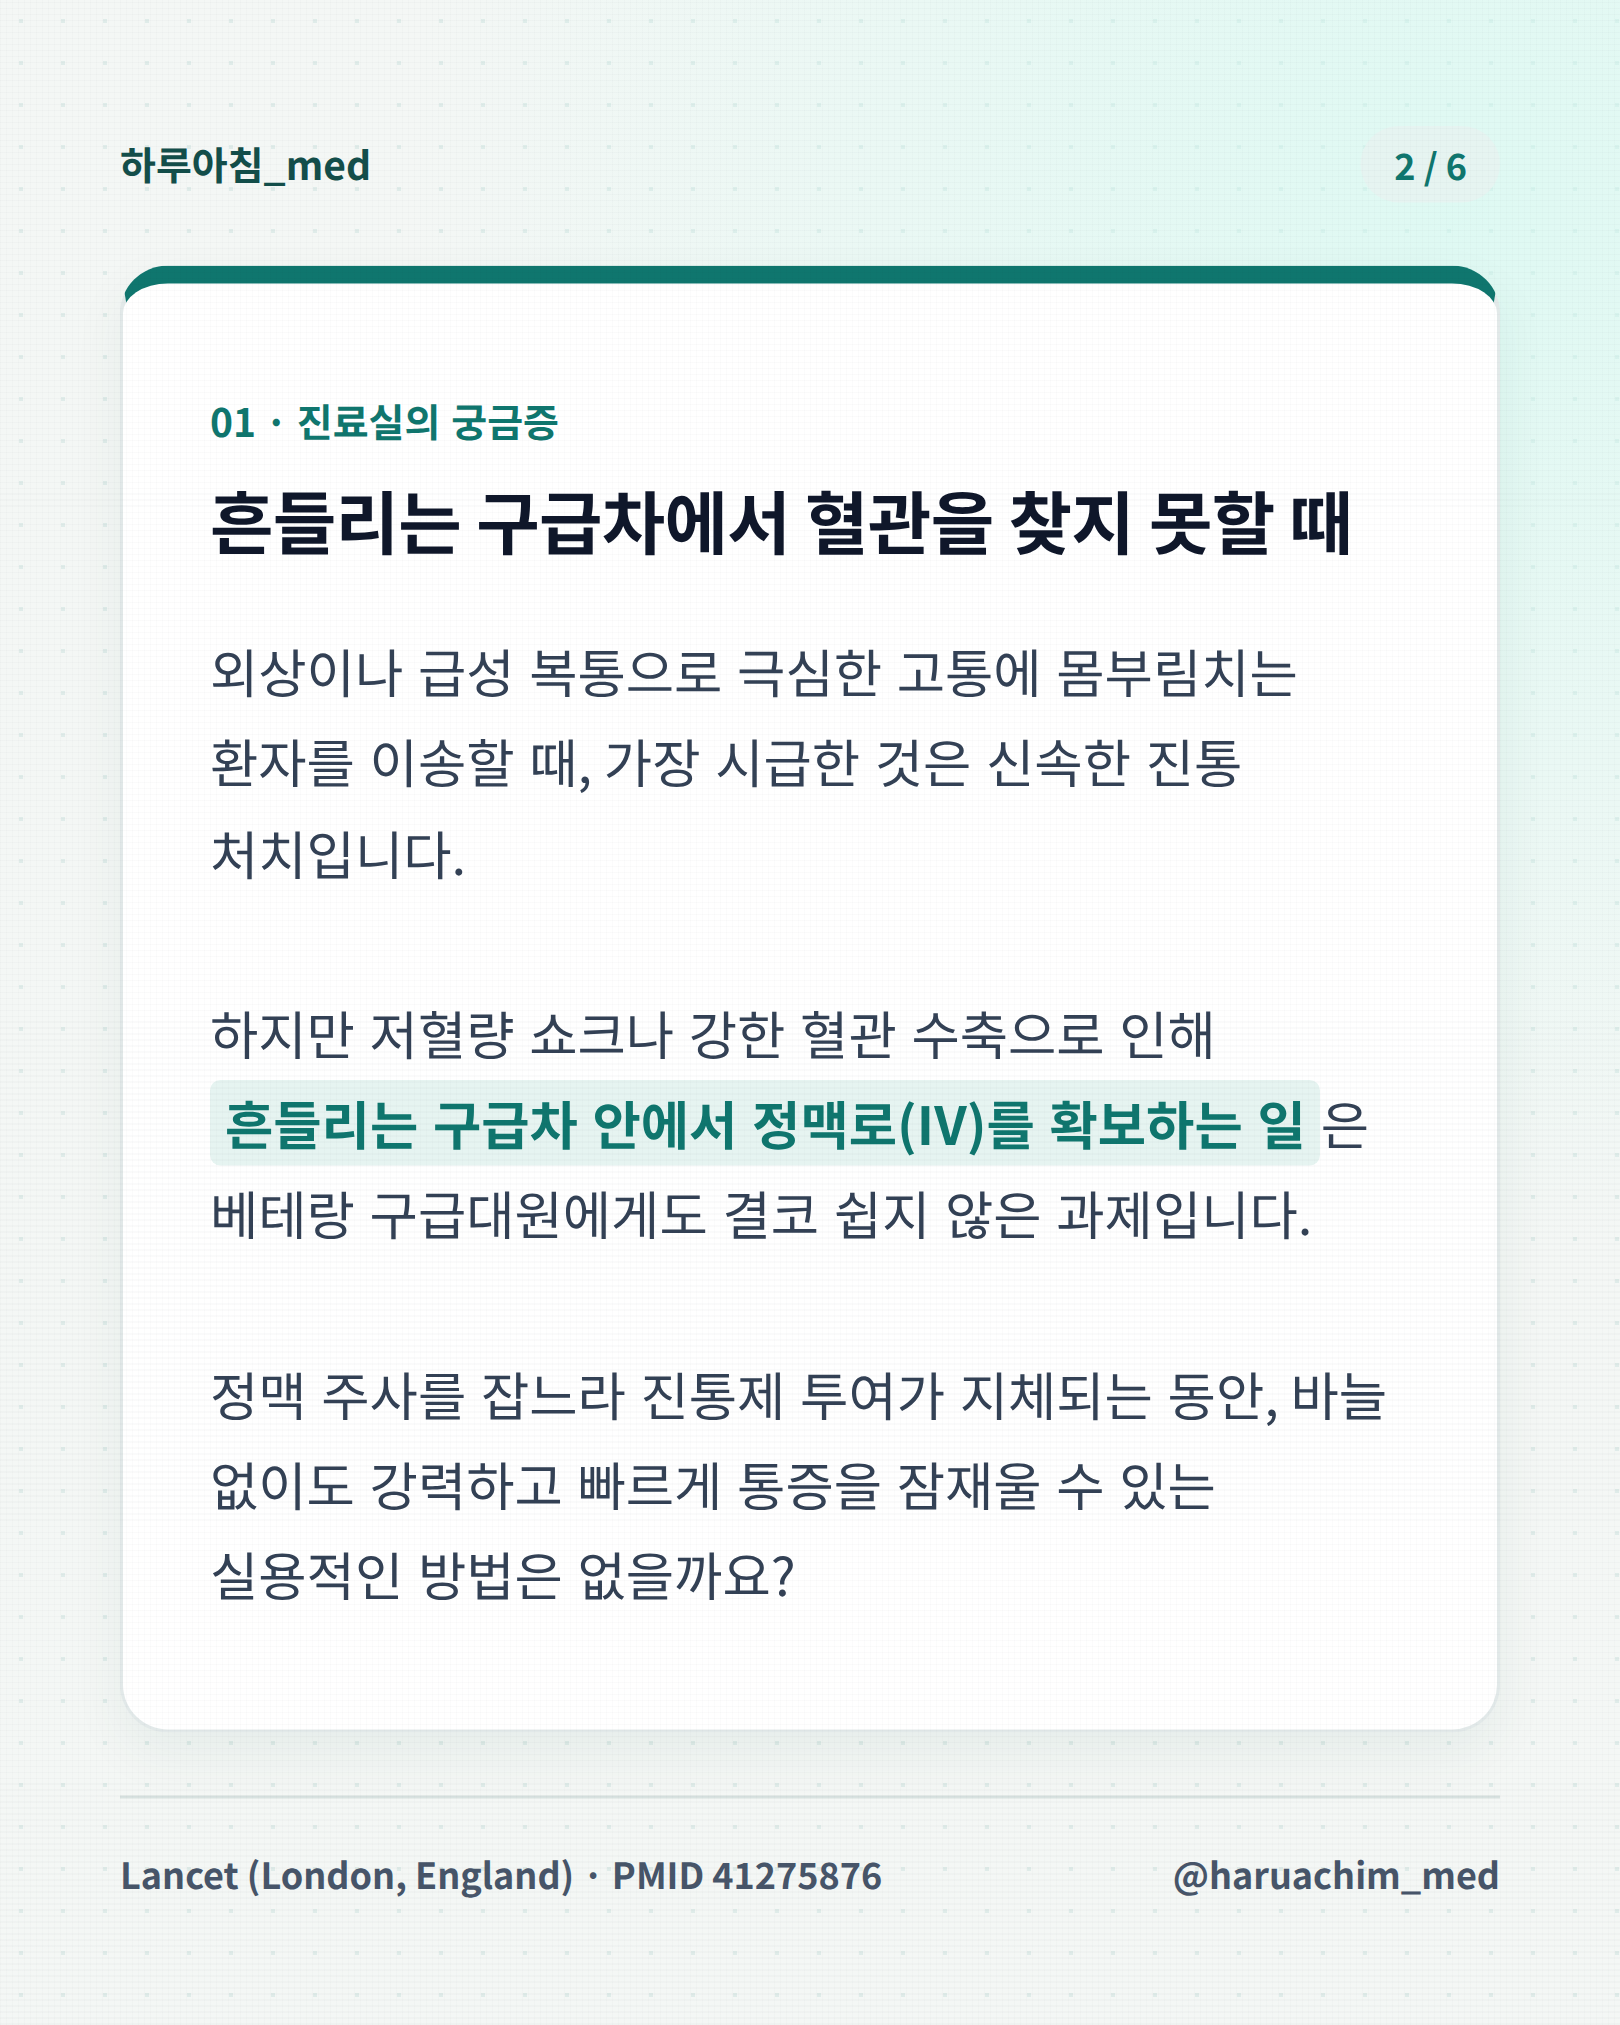 하루아침_med
2 / 6
01 · 진료실의 궁금증
흔들리는 구급차에서 혈관을 찾지 못할 때
외상이나 급성 복통으로 극심한 고통에 몸부림치는
환자를 이송할 때, 가장 시급한 것은 신속한 진통
처치입니다.
하지만 저혈량 쇼크나 강한 혈관 수축으로 인해
흔들리는 구급차 안에서 정맥로(IV)를 확보하는 일은
베테랑 구급대원에게도 결코 쉽지 않은 과제입니다.
정맥 주사를 잡느라 진통제 투여가 지체되는 동안, 바늘
없이도 강력하고 빠르게 통증을 잠재울 수 있는
실용적인 방법은 없을까요?
Lancet (London, England) · PMID 41275876
@haruachim_med